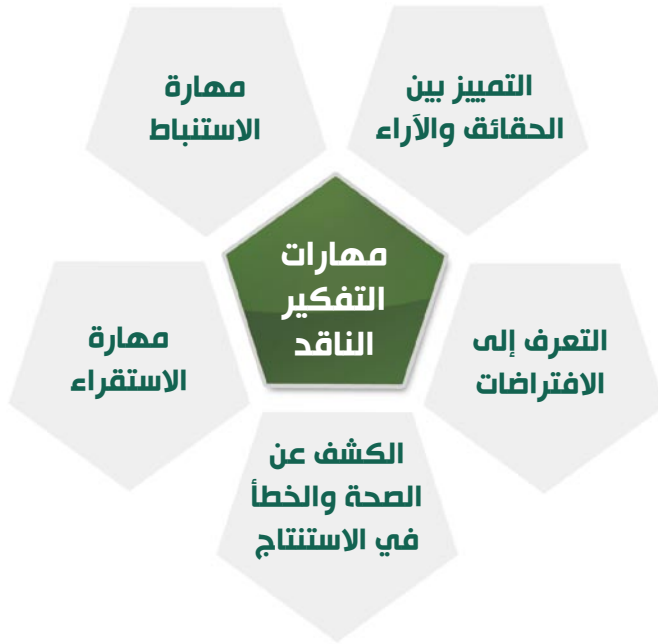 التمييز بين
الحقائق والآراء
مهارة
الاستنباط
مهارات
التفكير
الناقد
التعرف إلى
الافتراضات
مهارة
الاستقراء
الكشف عن
الصحة والخطأ
في الاستنتاج